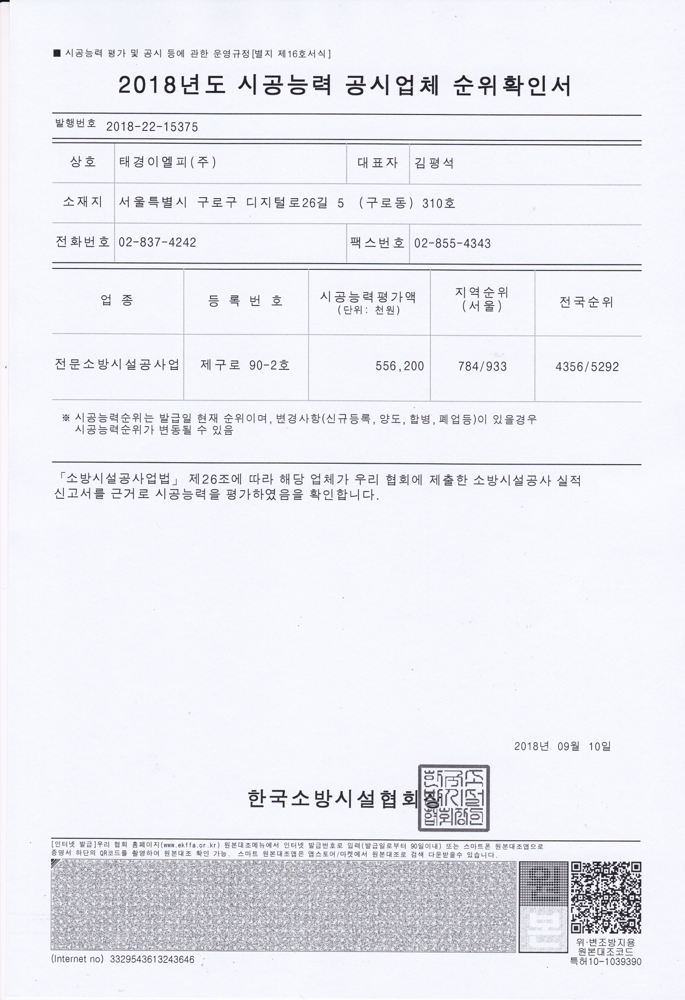 ■ 시공능력 평가 및 공시 등에 관한 운영규정[별지 제16호서식]
2018년도 시공능력 공시업체 순위확인서
발행번호 2018-22-15375
상호 태경이엘피(주) 대표자 김평석
소재지 서울특별시 구로구 디지털로26길 5 (구로동) 310호
전화번호 02-837-4242 팩스번호 02-855-4343
업 종 등 록 번 호 시공능력평가액 (단위: 천원) 지역순위 (서울) 전국순위
전문소방시설공사업 제구로 90-2호 556,200 784/933 4356/5292
※ 시공능력순위는 발급일 현재 순위이며, 변경사항(신규등록, 양도, 합병, 폐업등)이 있을경우
시공능력순위가 변동될 수 있음
「소방시설공사업법」 제26조에 따라 해당 업체가 우리 협회에 제출한 소방시설공사 실적
신고서를 근거로 시공능력을 평가하였음을 확인합니다.
2018년 09월 10일
한국소방시설협회장
한국소방시설협회장인
[인터넷 발급]우리 협회 홈페이지(www.ekffa.or.kr) 원본대조메뉴에서 인터넷 발급번호로 입력(발급일로부터 90일이내) 또는 스마트폰 원본대조앱으로
증명서 하단의 QR코드를 촬영하여 원본대조 확인 가능. 스마트 원본대조앱은 앱스토어/마켓에서 원본대조로 검색 다운받을수 있습니다.
원본
위·변조방지용
원본대조코드
특허10-1039390
(Internet no) 3329543613243646